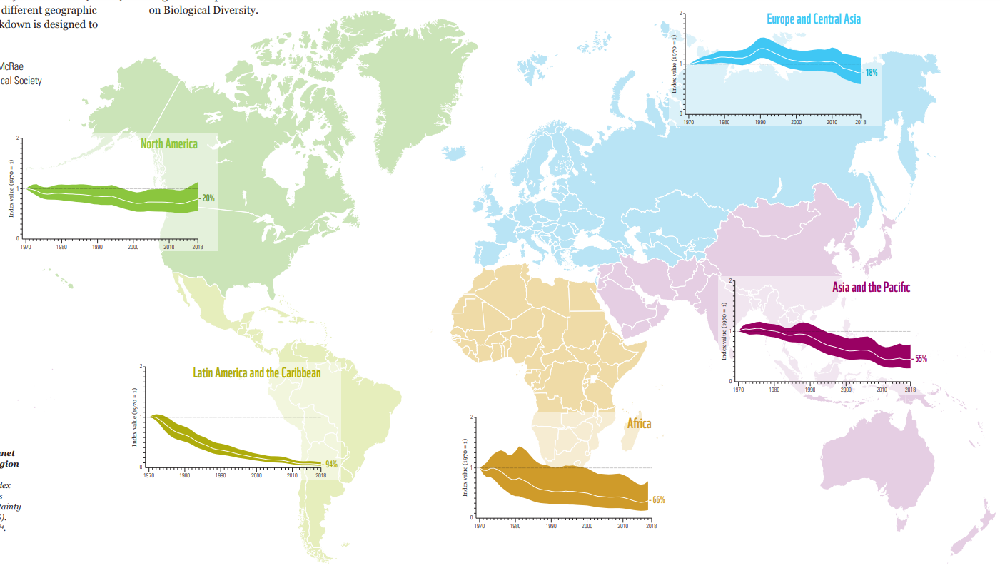 different geographic
kdown is designed to
on Biological Diversity.
McRae
cal Society
Europe and Central Asia
2
1
0
Index value (1970 = 1)
- 18%
1970 1980 1990 2000 2010 2018
North America
2
1
0
Index value (1970 = 1)
- 20%
1970 1980 1990 2000 2010 2018
Asia and the Pacific
2
1
0
Index value (1970 = 1)
- 55%
1970 1980 1990 2000 2010 2018
Latin America and the Caribbean
2
1
0
Index value (1970 = 1)
- 94%
1970 1980 1990 2000 2010 2018
Africa
2
1
0
Index value (1970 = 1)
- 66%
1970 1980 1990 2000 2010 2018
net
gion
dex
s
tainty
).